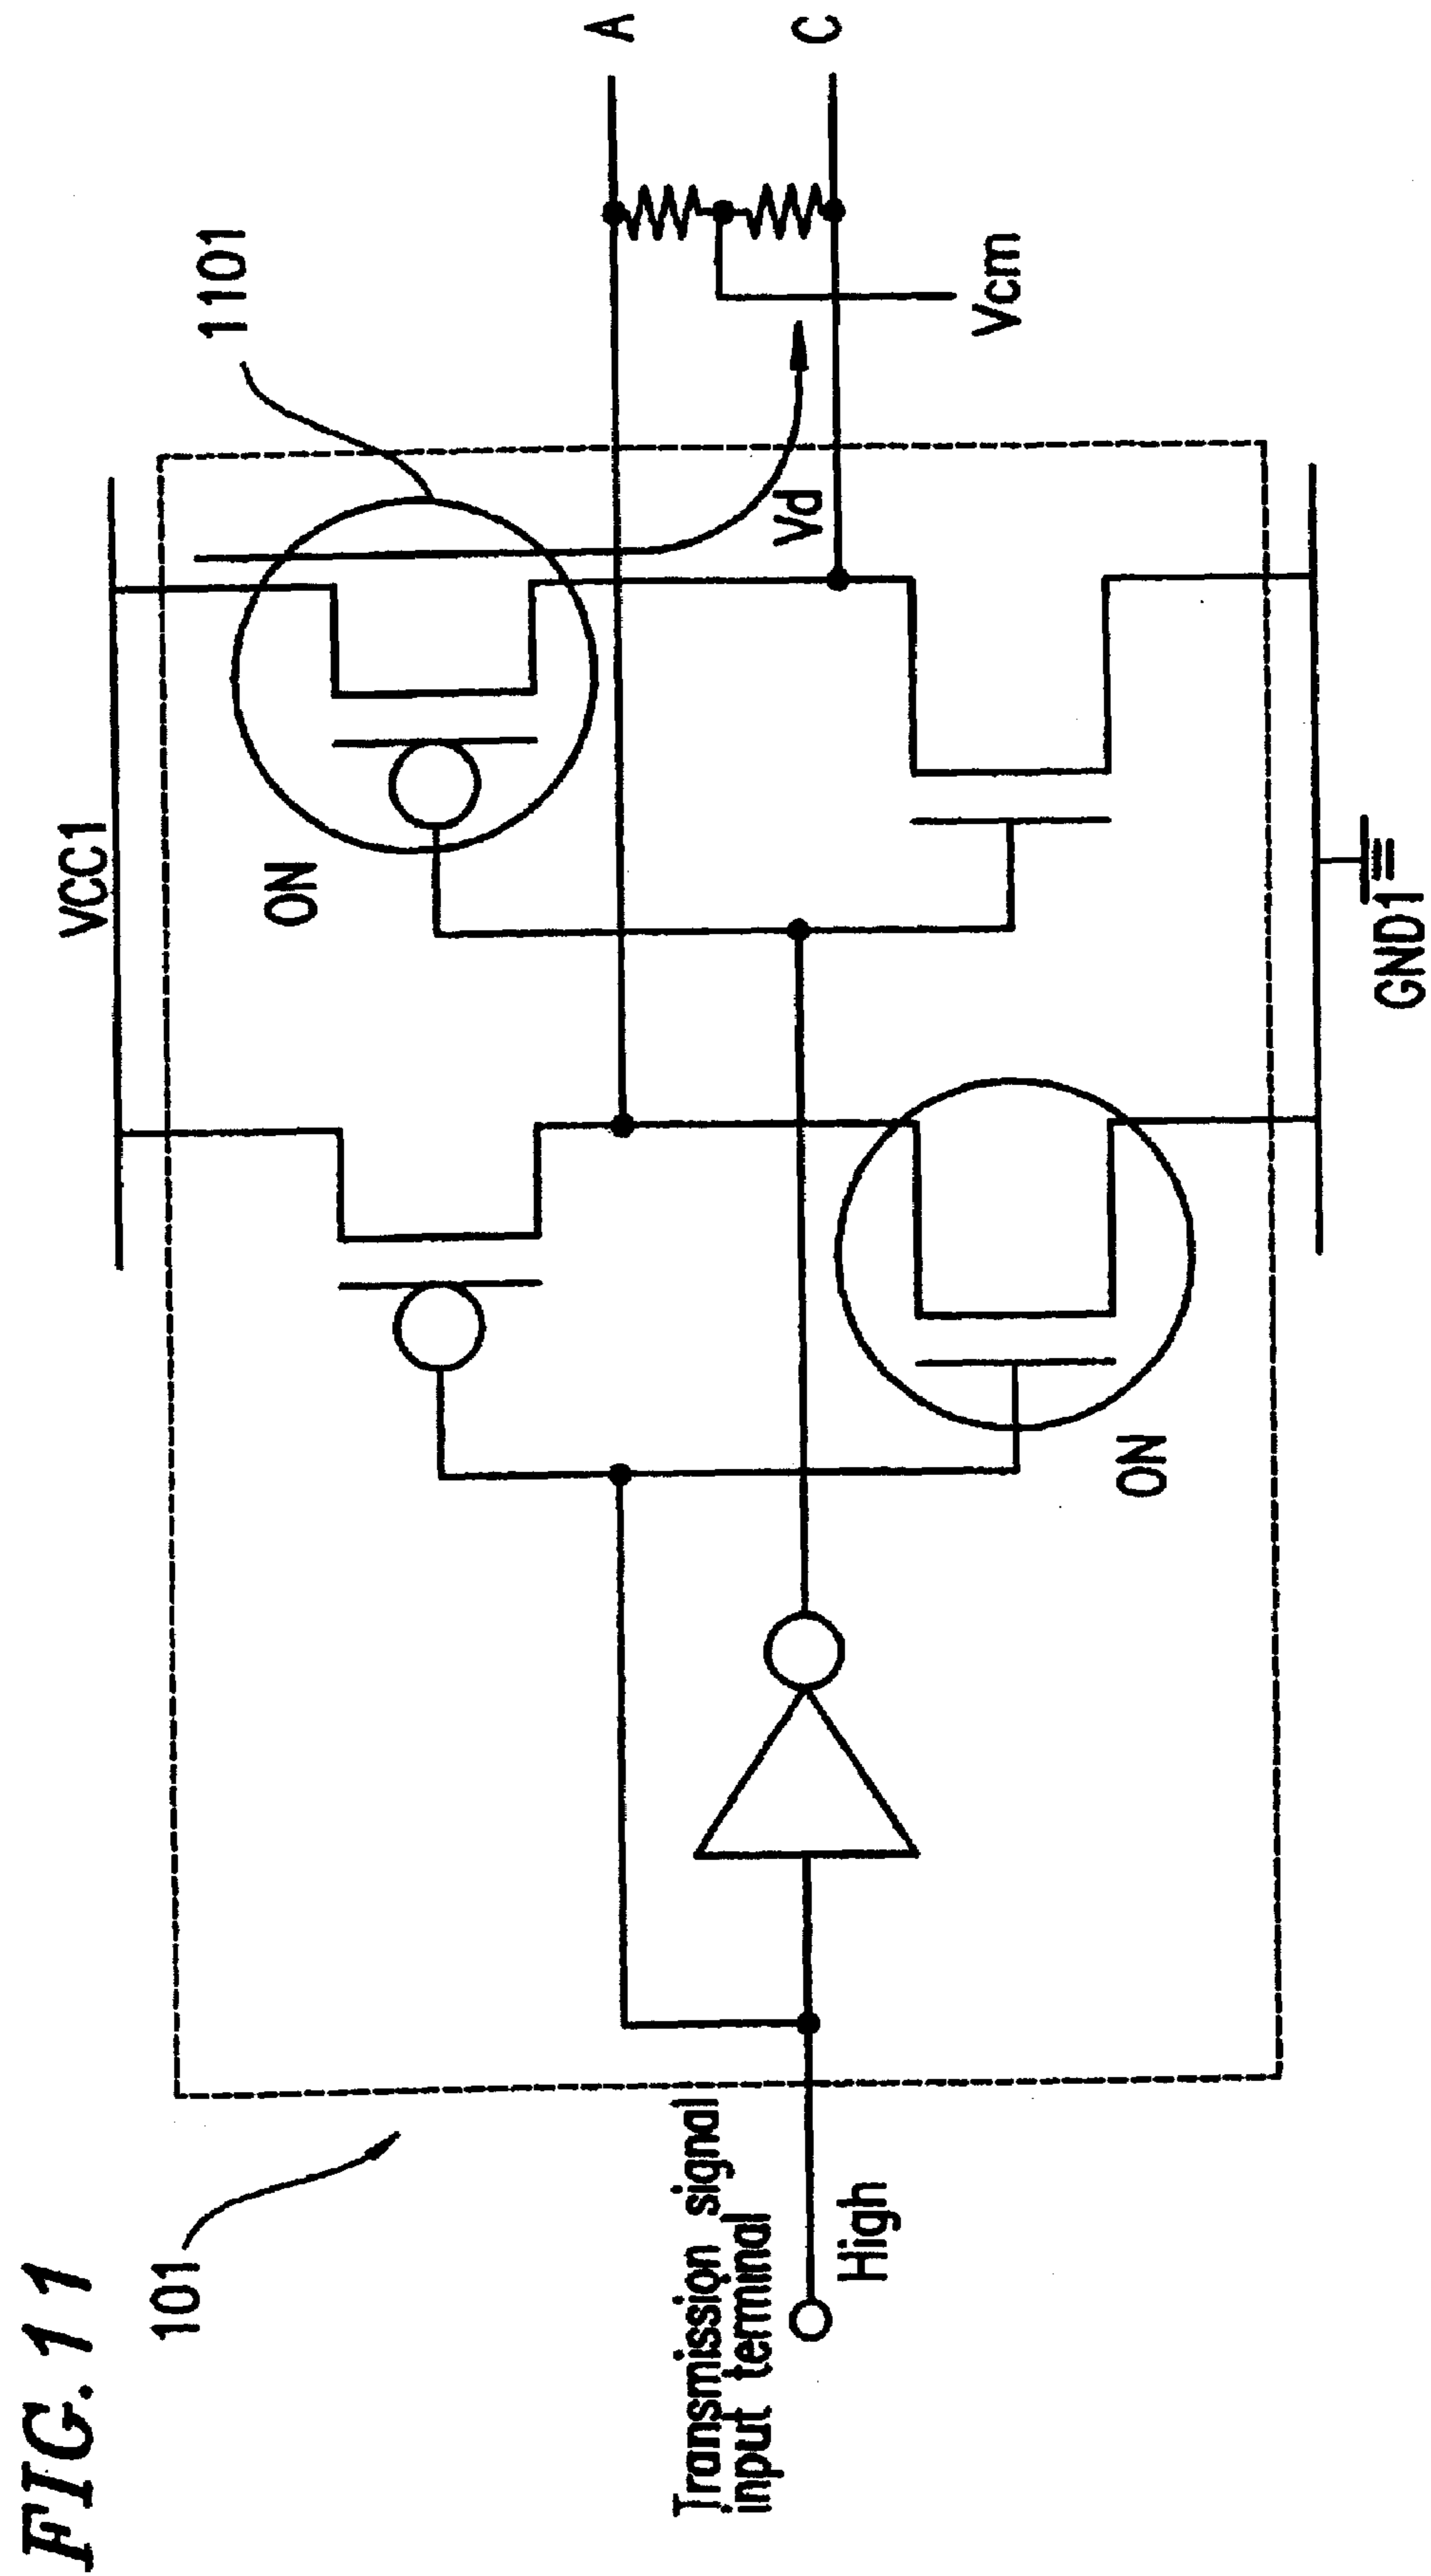 FIG. 11
101
VCC1
1101
ON
A
C
Vd
Vcm
Transmission signal
input terminal
High
ON
GND1